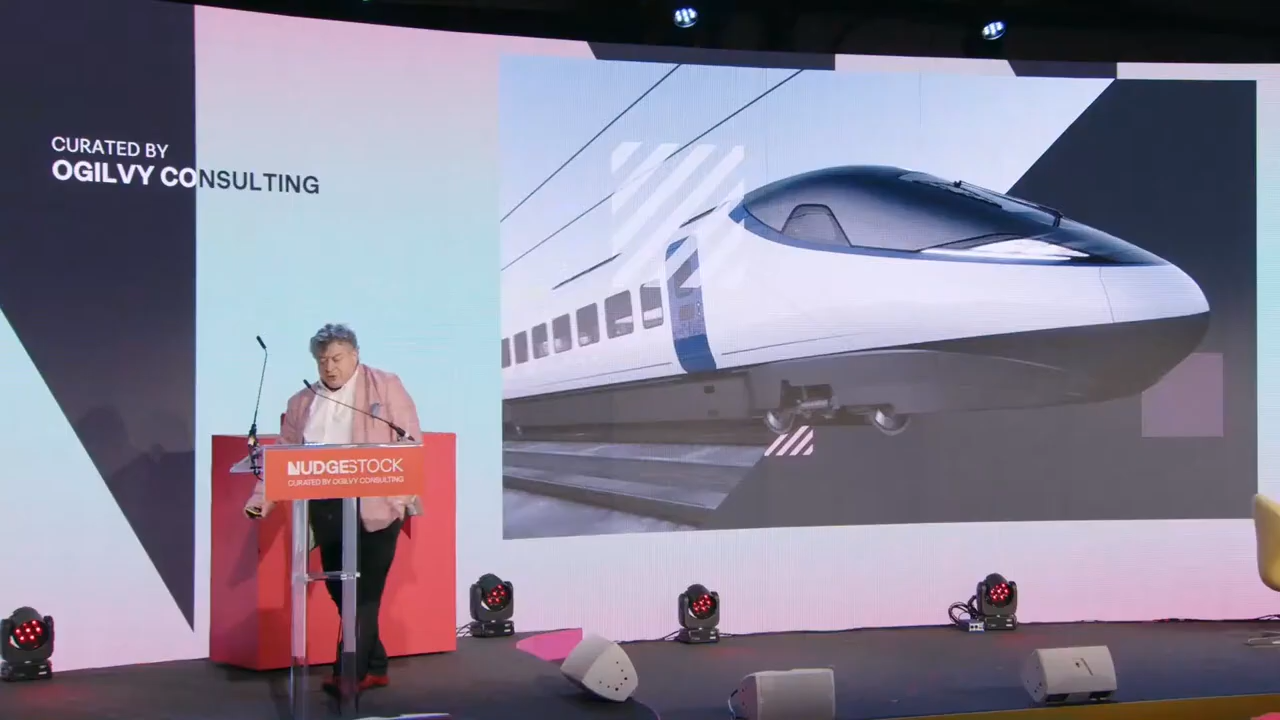 CURATED BY
OGILVY CONSULTING
NUDGESTOCK
CURATED BY OGILVY CONSULTING